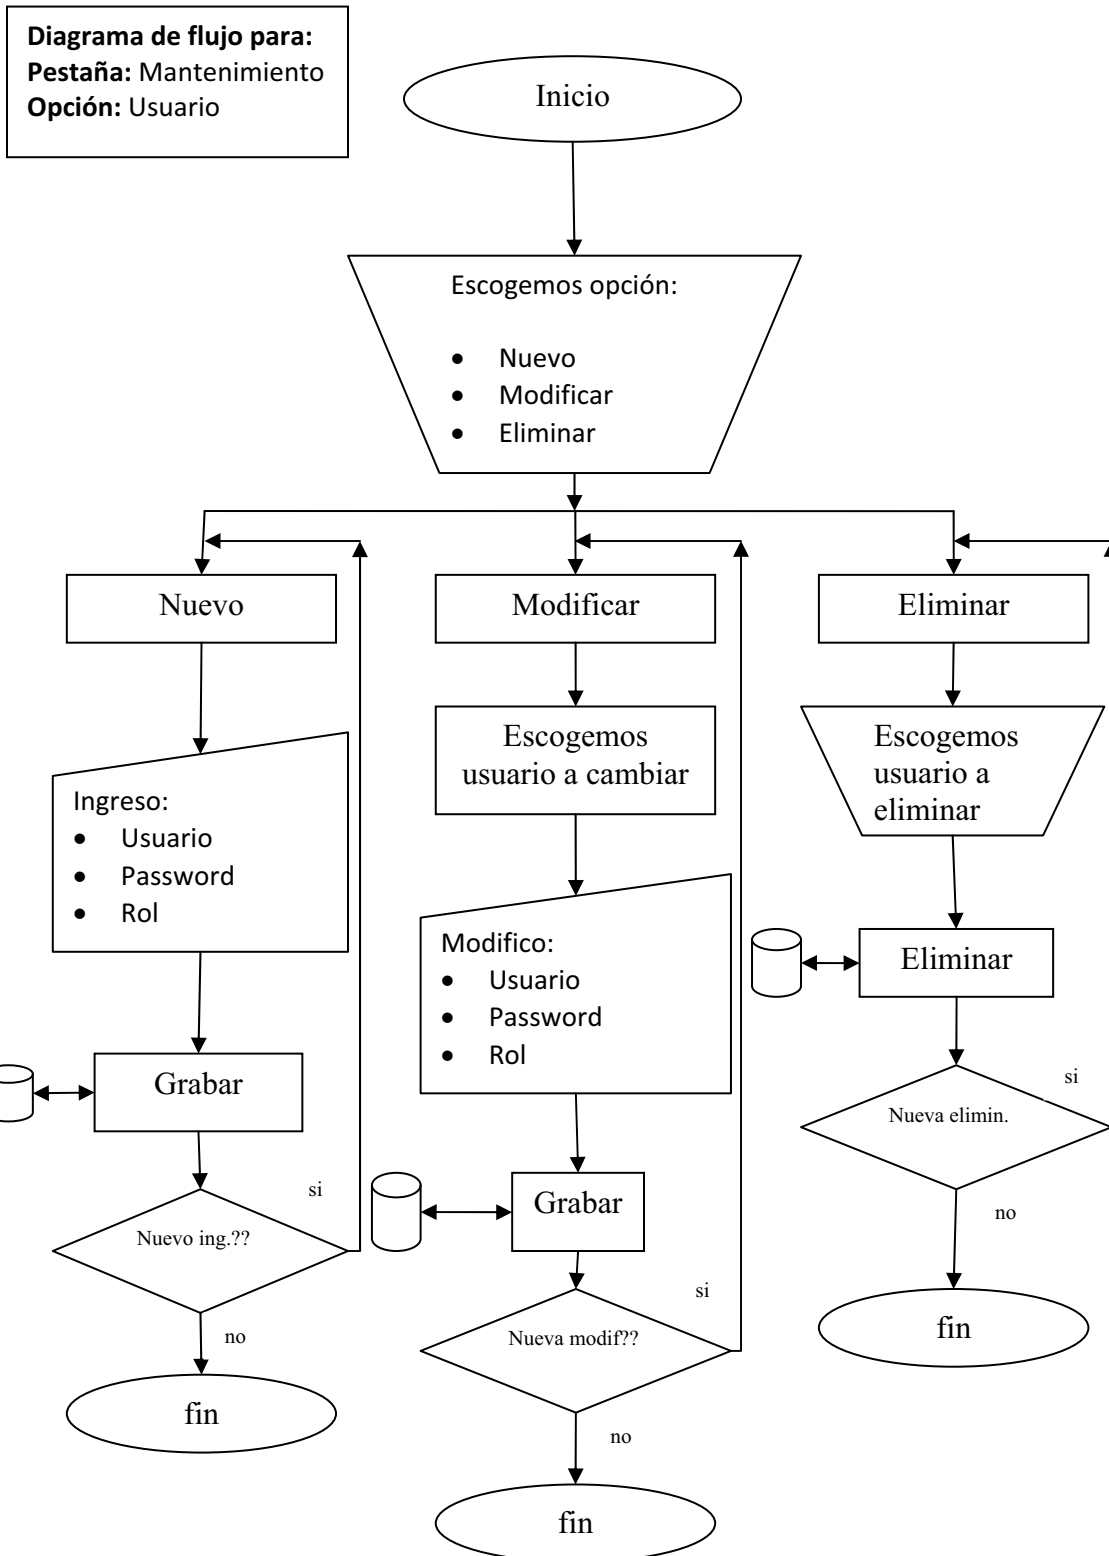 Diagrama de flujo para:
Pestaña: Mantenimiento
Opción: Usuario
Inicio
Escogemos opción:
• Nuevo
• Modificar
• Eliminar
Nuevo
Modificar
Eliminar
Ingreso:
• Usuario
• Password
• Rol
Grabar
Nuevo ing.??
si
no
fin
Escogemos
usuario a cambiar
Modifico:
• Usuario
• Password
• Rol
Grabar
Nueva modif??
si
no
fin
Escogemos
usuario a
eliminar
Eliminar
Nueva elimin.
si
no
fin